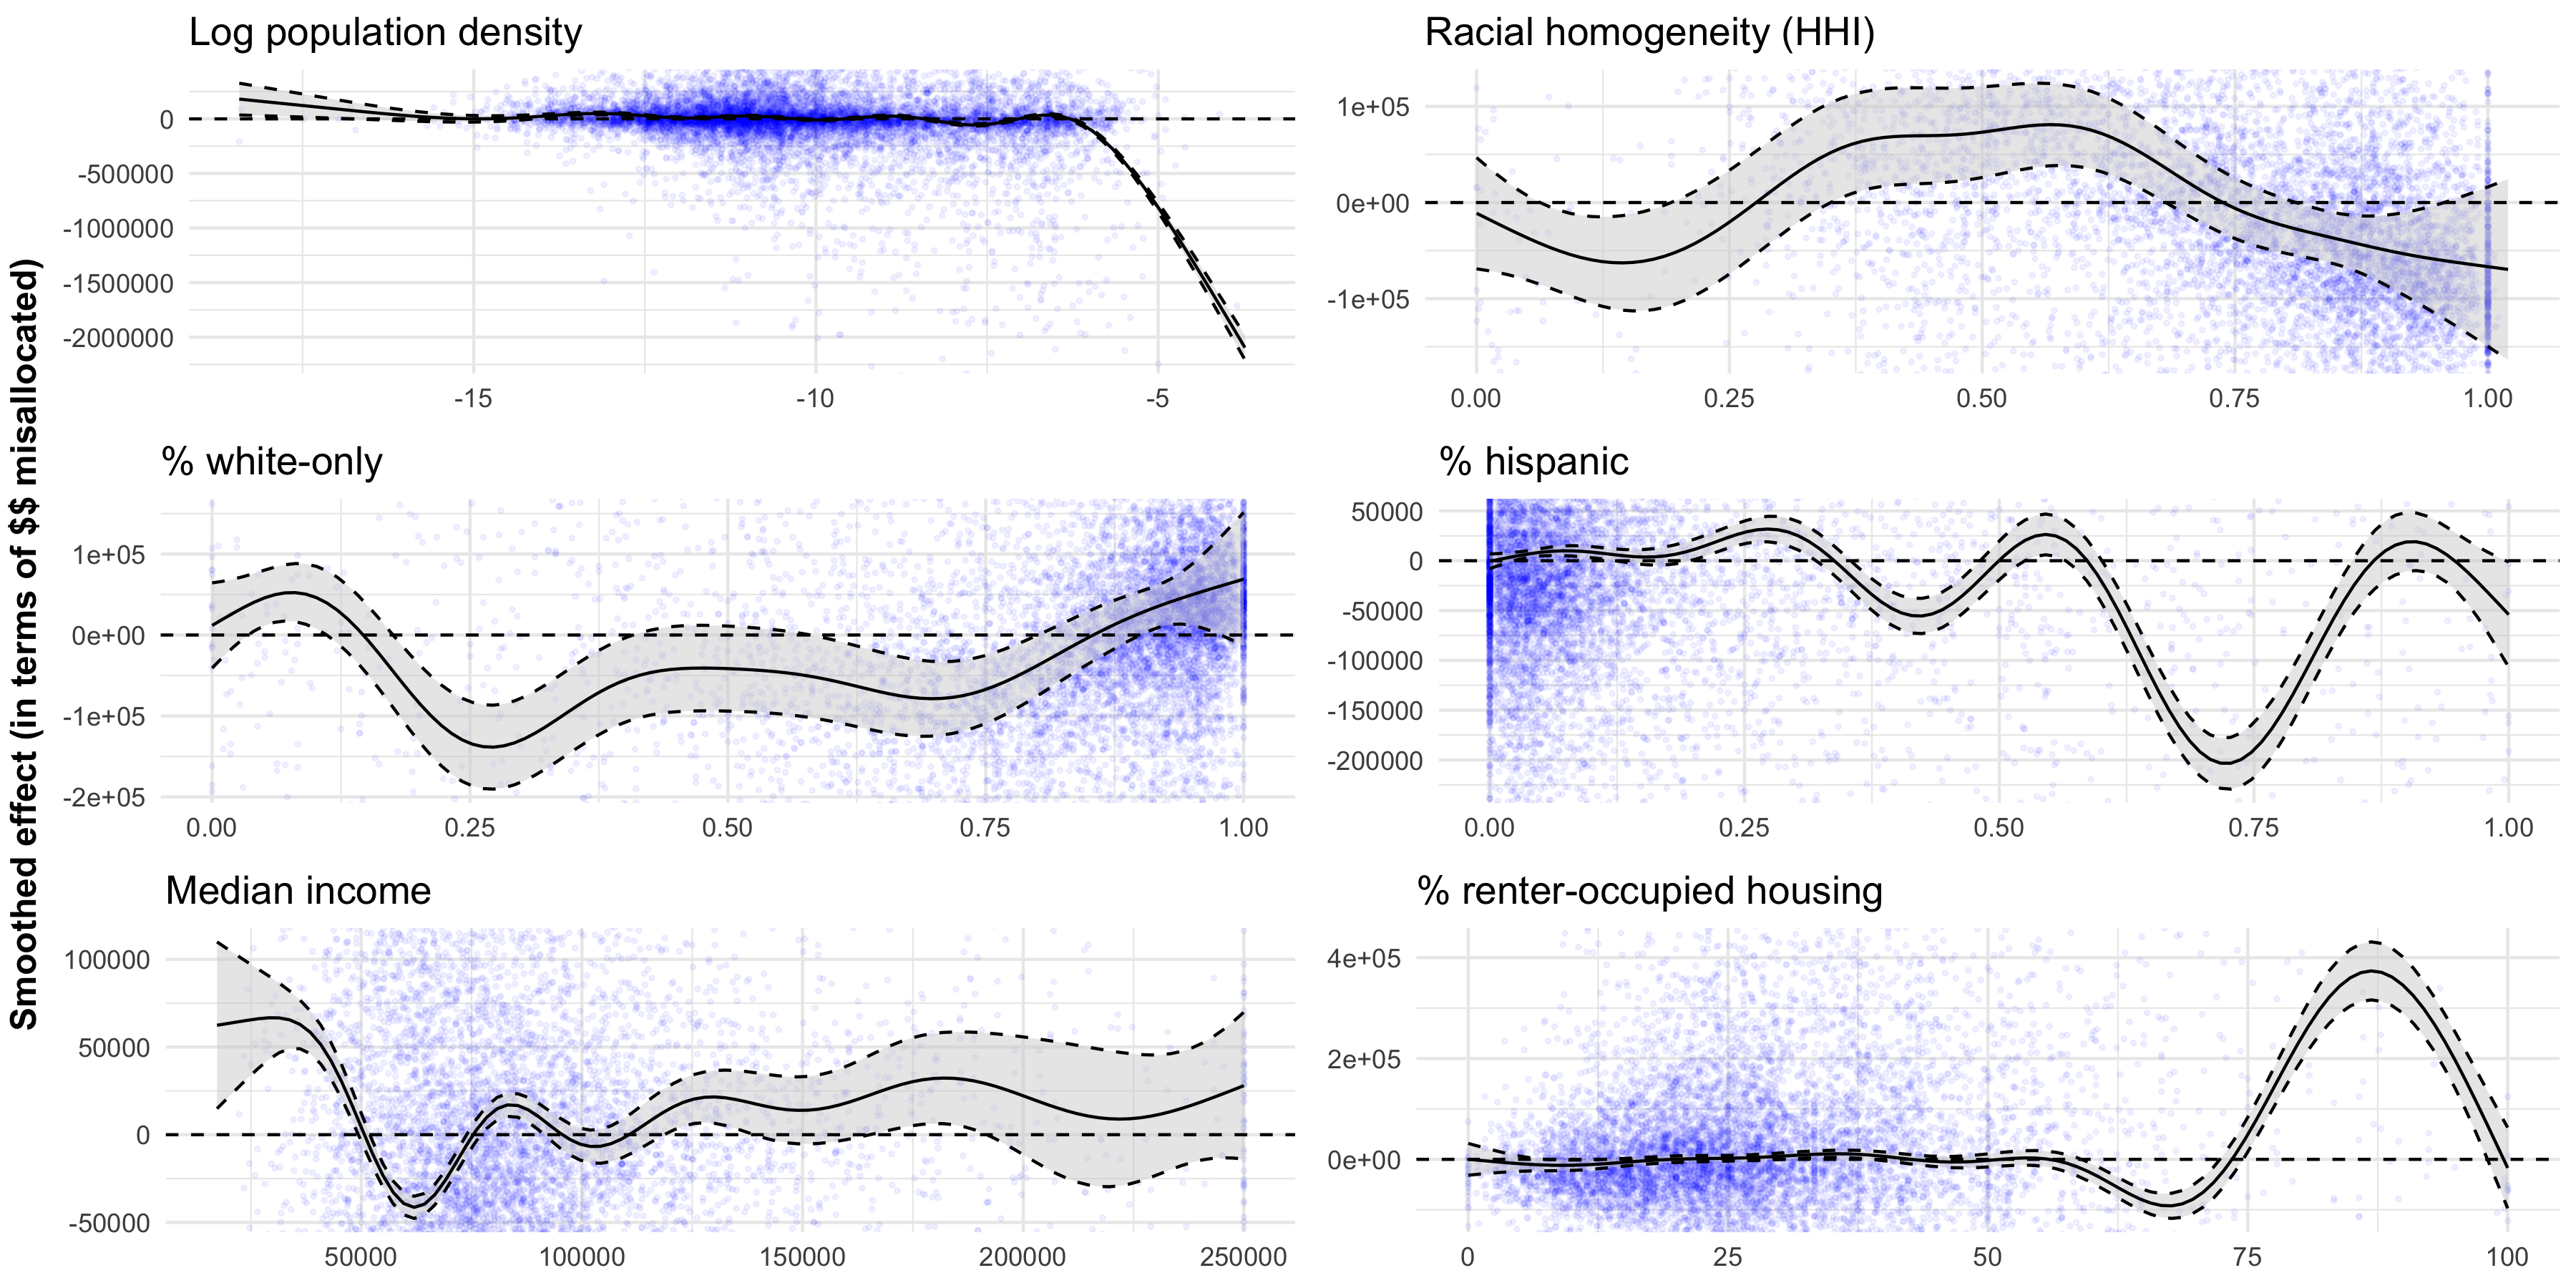 Smoothed effect (in terms of $$ misallocated)
Log population density
0
-500000
-1000000
-1500000
-2000000
-15 -10 -5
Racial homogeneity (HHI)
1e+05
0e+00
-1e+05
0.00 0.25 0.50 0.75 1.00
% white-only
1e+05
0e+00
-1e+05
-2e+05
0.00 0.25 0.50 0.75 1.00
% hispanic
50000
0
-50000
-100000
-150000
-200000
0.00 0.25 0.50 0.75 1.00
Median income
100000
50000
0
-50000
50000 100000 150000 200000 250000
% renter-occupied housing
4e+05
2e+05
0e+00
0 25 50 75 100